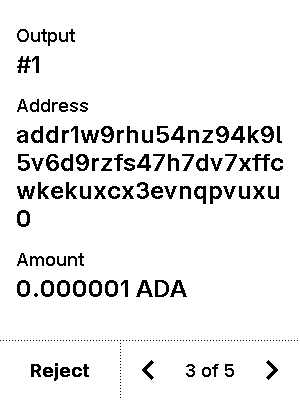 Output
#1
Address
addr1w9rhu54nz94k9l
5v6d9rzfs47h7dv7xffc
wkekuxcx3evnqpvuxu
0
Amount
0.000001 ADA
Reject
3 of 5